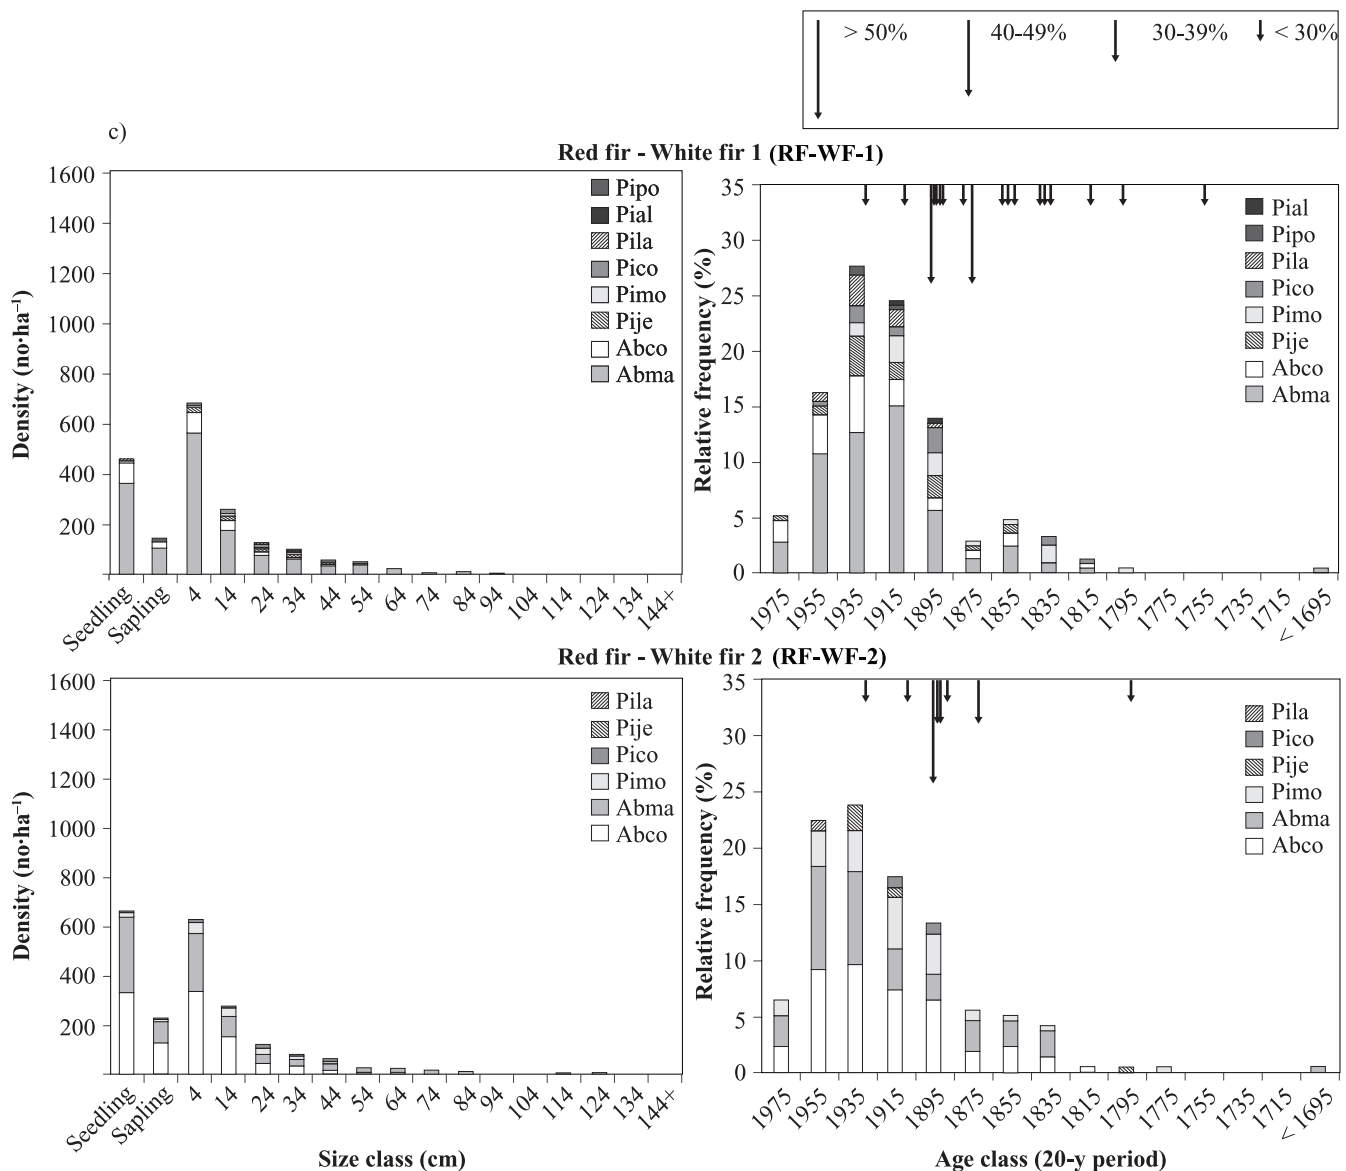 > 50% 40-49% 30-39% < 30%
c)
Red fir - White fir 1 (RF-WF-1)
Density (no·ha⁻¹)
1600
1400
1200
1000
800
600
400
200
Pipo
Pial
Pila
Pico
Pimo
Pije
Abco
Abma
Seedling Sapling 4 14 24 34 44 54 64 74 84 94 104 114 124 134 144+
Relative frequency (%)
35
30
25
20
15
10
5
0
Pial
Pipo
Pila
Pico
Pimo
Pije
Abco
Abma
1975 1955 1935 1915 1895 1875 1855 1835 1815 1795 1775 1755 1735 1715 < 1695
Red fir - White fir 2 (RF-WF-2)
Density (no·ha⁻¹)
1600
1400
1200
1000
800
600
400
200
Pila
Pije
Pico
Pimo
Abma
Abco
Seedling Sapling 4 14 24 34 44 54 64 74 84 94 104 114 124 134 144+
Size class (cm)
Relative frequency (%)
35
30
25
20
15
10
5
0
Pila
Pico
Pije
Pimo
Abma
Abco
1975 1955 1935 1915 1895 1875 1855 1835 1815 1795 1775 1755 1735 1715 < 1695
Age class (20-y period)